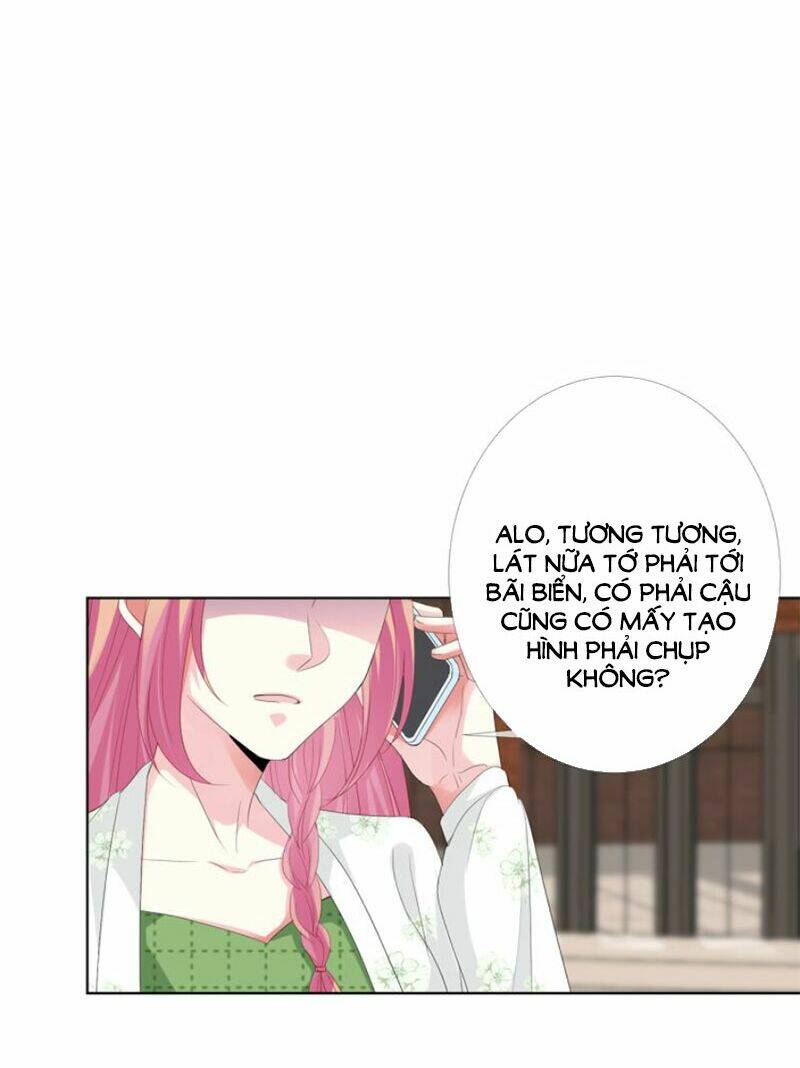 ALO, TƯƠNG TƯƠNG,
LÁT NỮA TỚ PHẢI TỚI
BÃI BIỂN, CÓ PHẢI CẬU
CŨNG CÓ MẤY TẠO
HÌNH PHẢI CHỤP
KHÔNG?